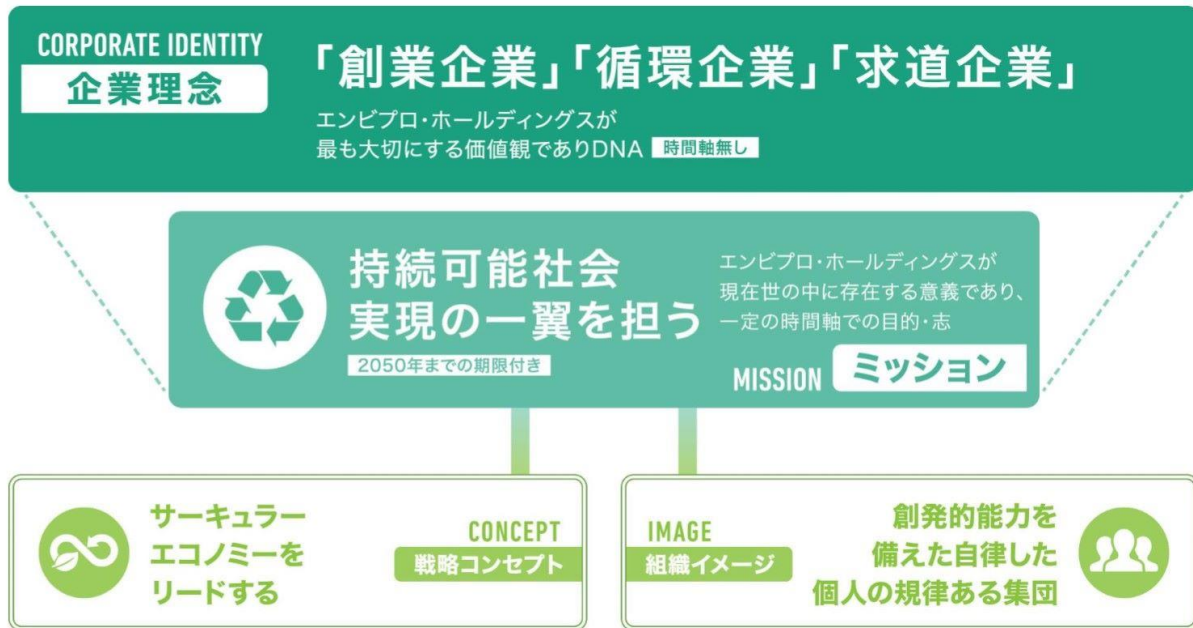 CORPORATE IDENTITY
企業理念
「創業企業」「循環企業」「求道企業」
エンビプロ・ホールディングスが
最も大切にする価値観でありDNA 時間軸無し
持続可能社会
実現の一翼を担う
2050年までの期限付き
エンビプロ・ホールディングスが
現在世の中に存在する意義であり、
一定の時間軸での目的・志
MISSION ミッション
サーキュラー
エコノミーを
リードする
CONCEPT
戦略コンセプト
IMAGE
組織イメージ
創発的能力を
備えた自律した
個人の規律ある集団